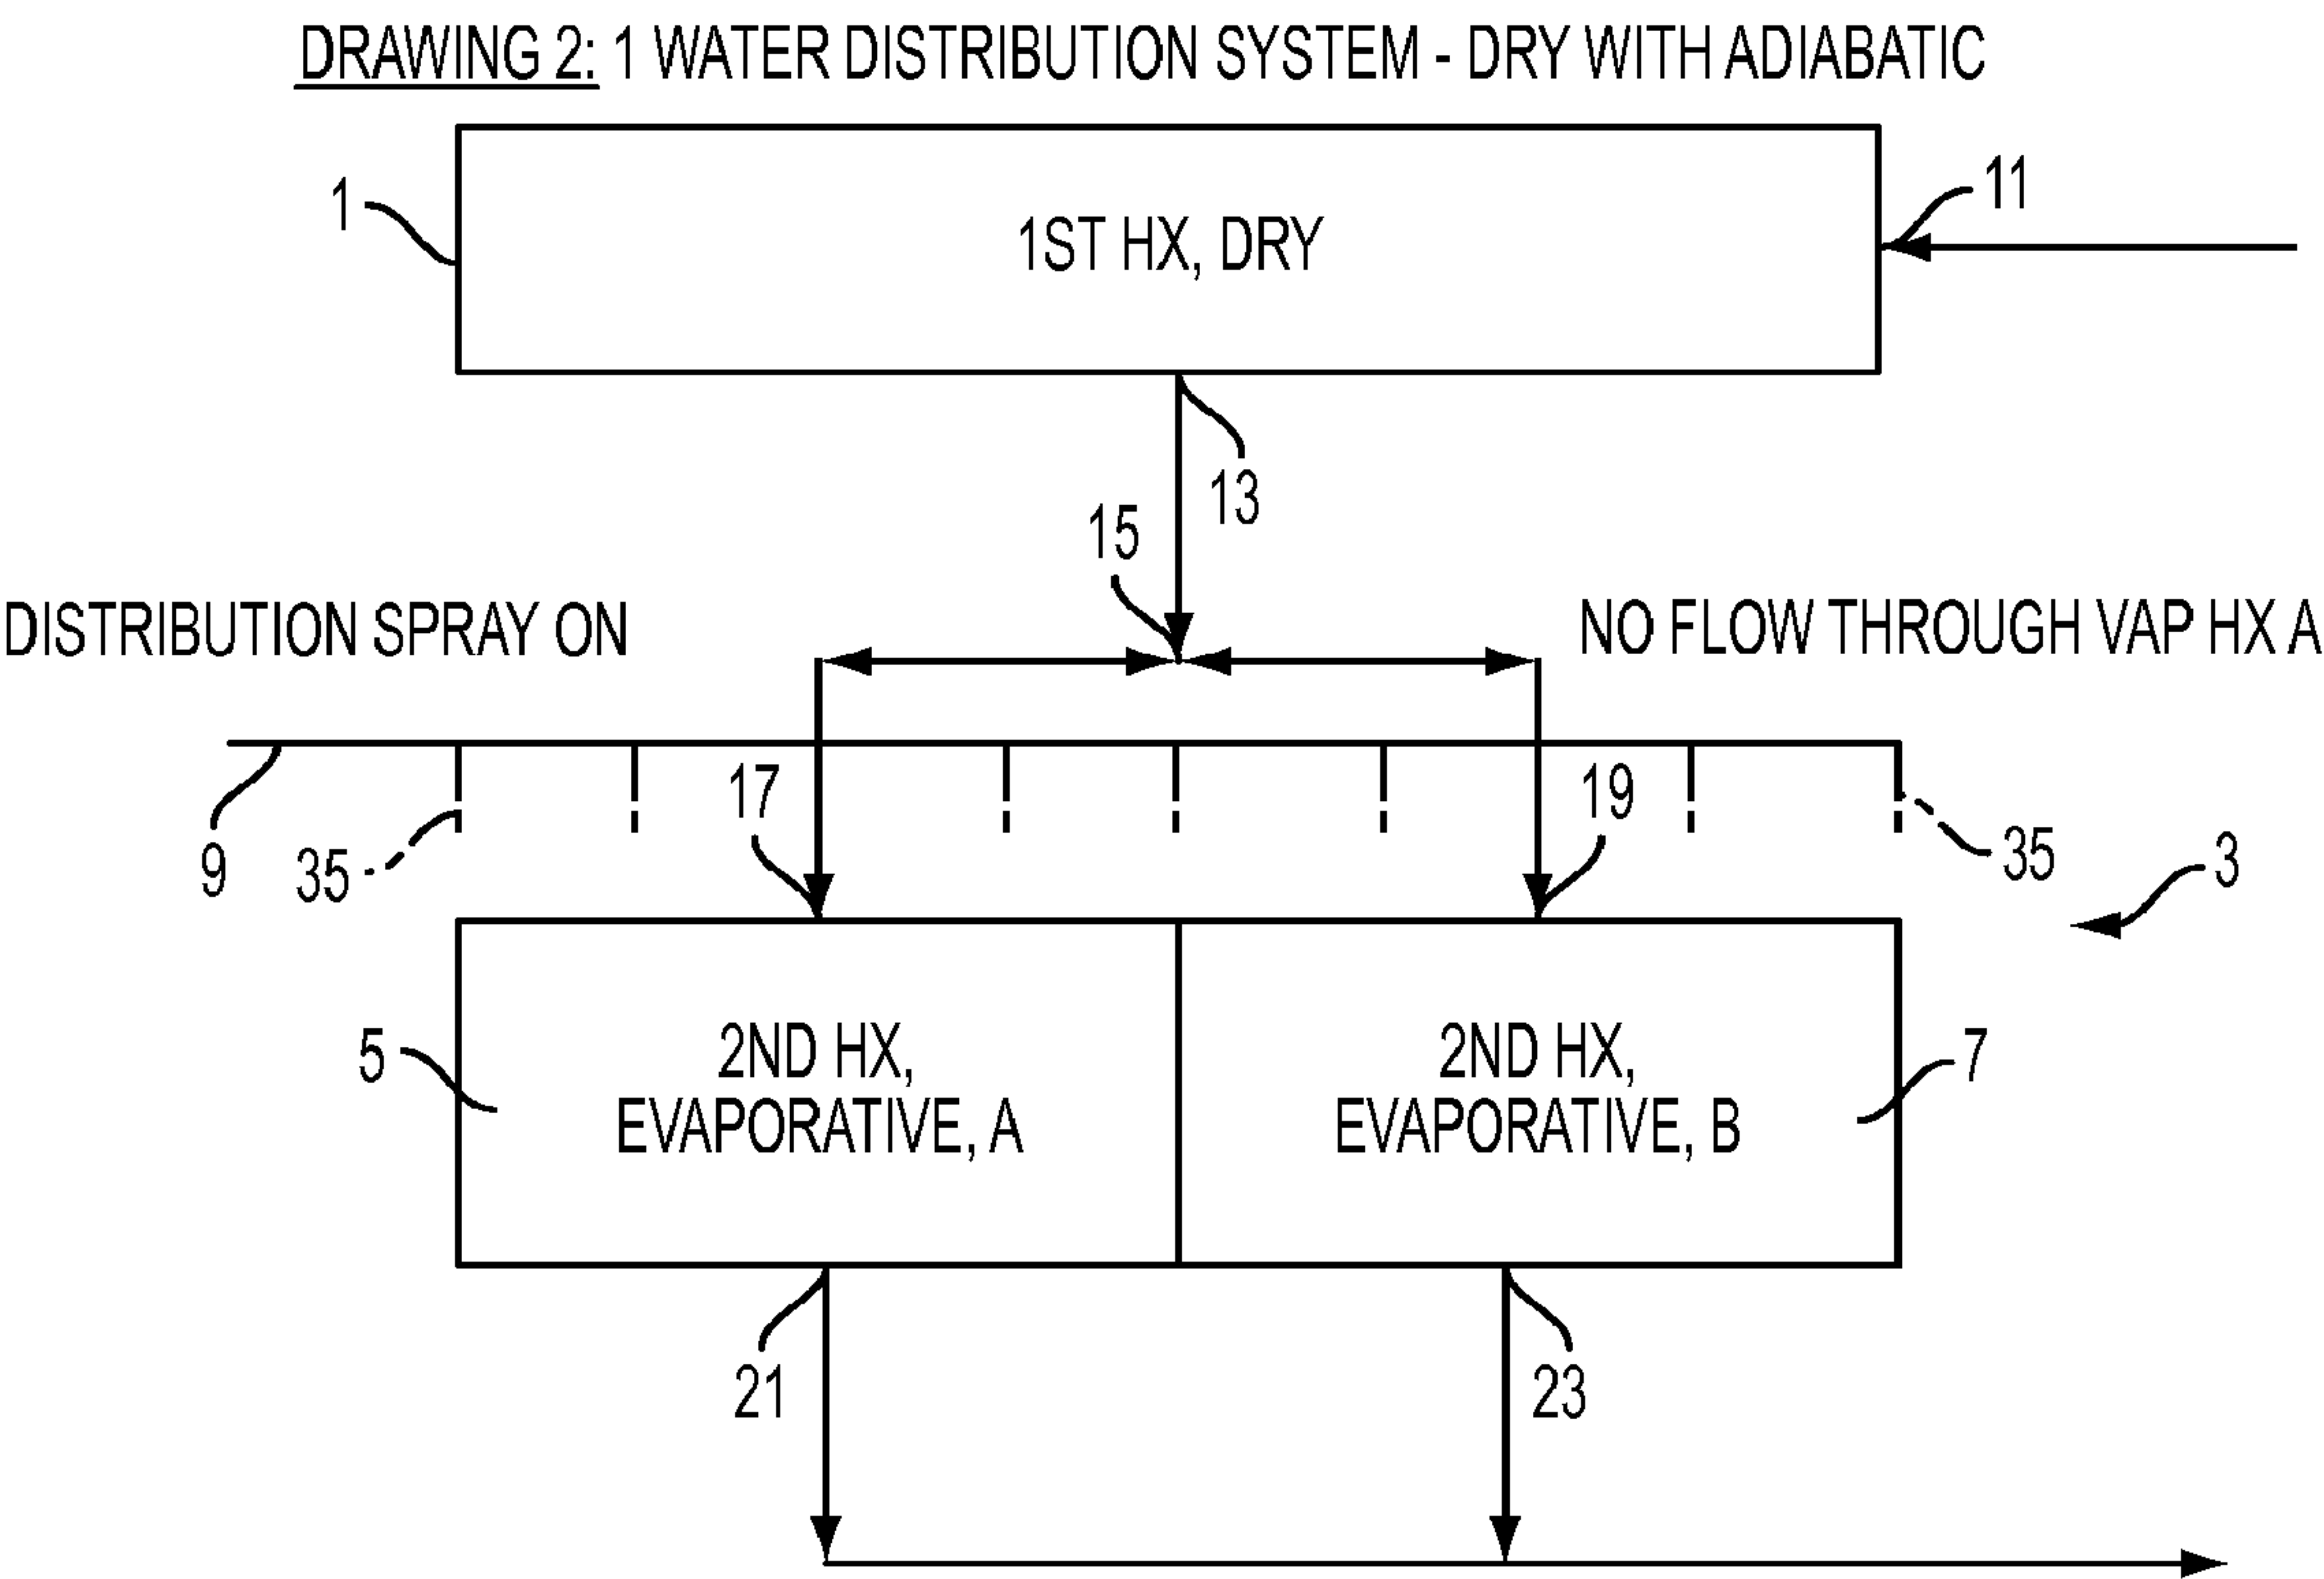 DRAWING 2: 1 WATER DISTRIBUTION SYSTEM - DRY WITH ADIABATIC
1
1ST HX, DRY
11
13
15
DISTRIBUTION SPRAY ON
NO FLOW THROUGH VAP HX A
17
19
9
35
35
3
5
2ND HX,
EVAPORATIVE, A
2ND HX,
EVAPORATIVE, B
7
21
23